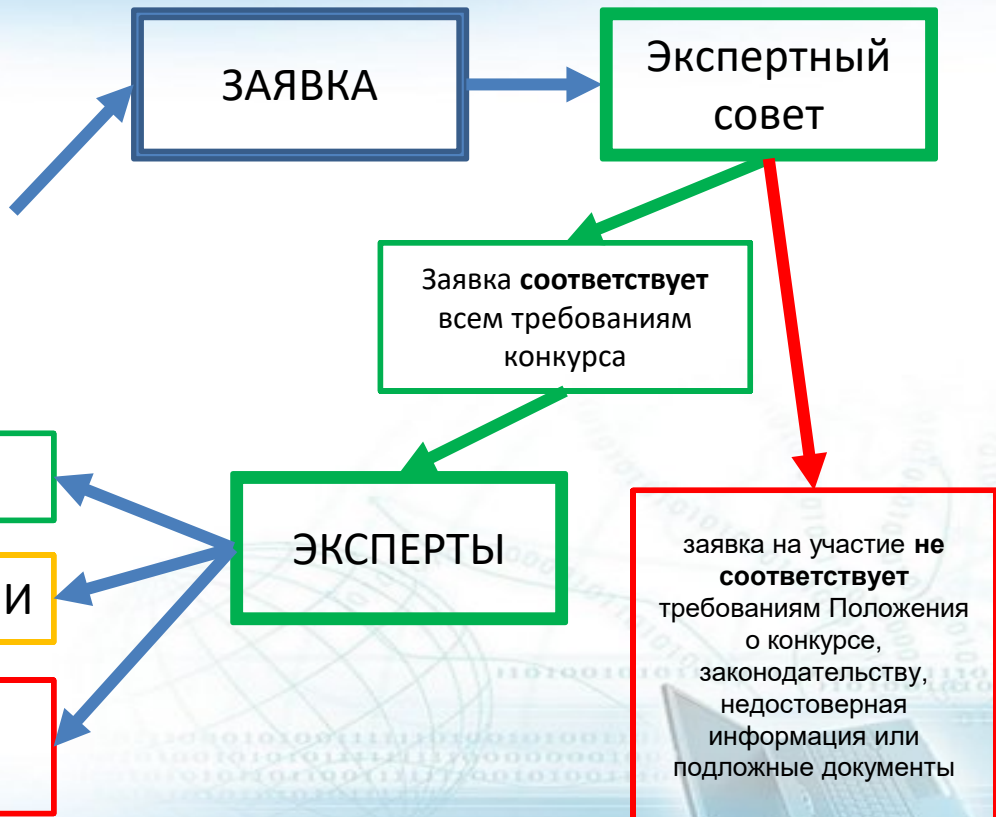 ЗАЯВКА
Экспертный
совет
Заявка соответствует
всем требованиям
конкурса
ЭКСПЕРТЫ
И
заявка на участие не
соответствует
требованиям Положения
о конкурсе,
законодательству,
недостоверная
информация или
подложные документы